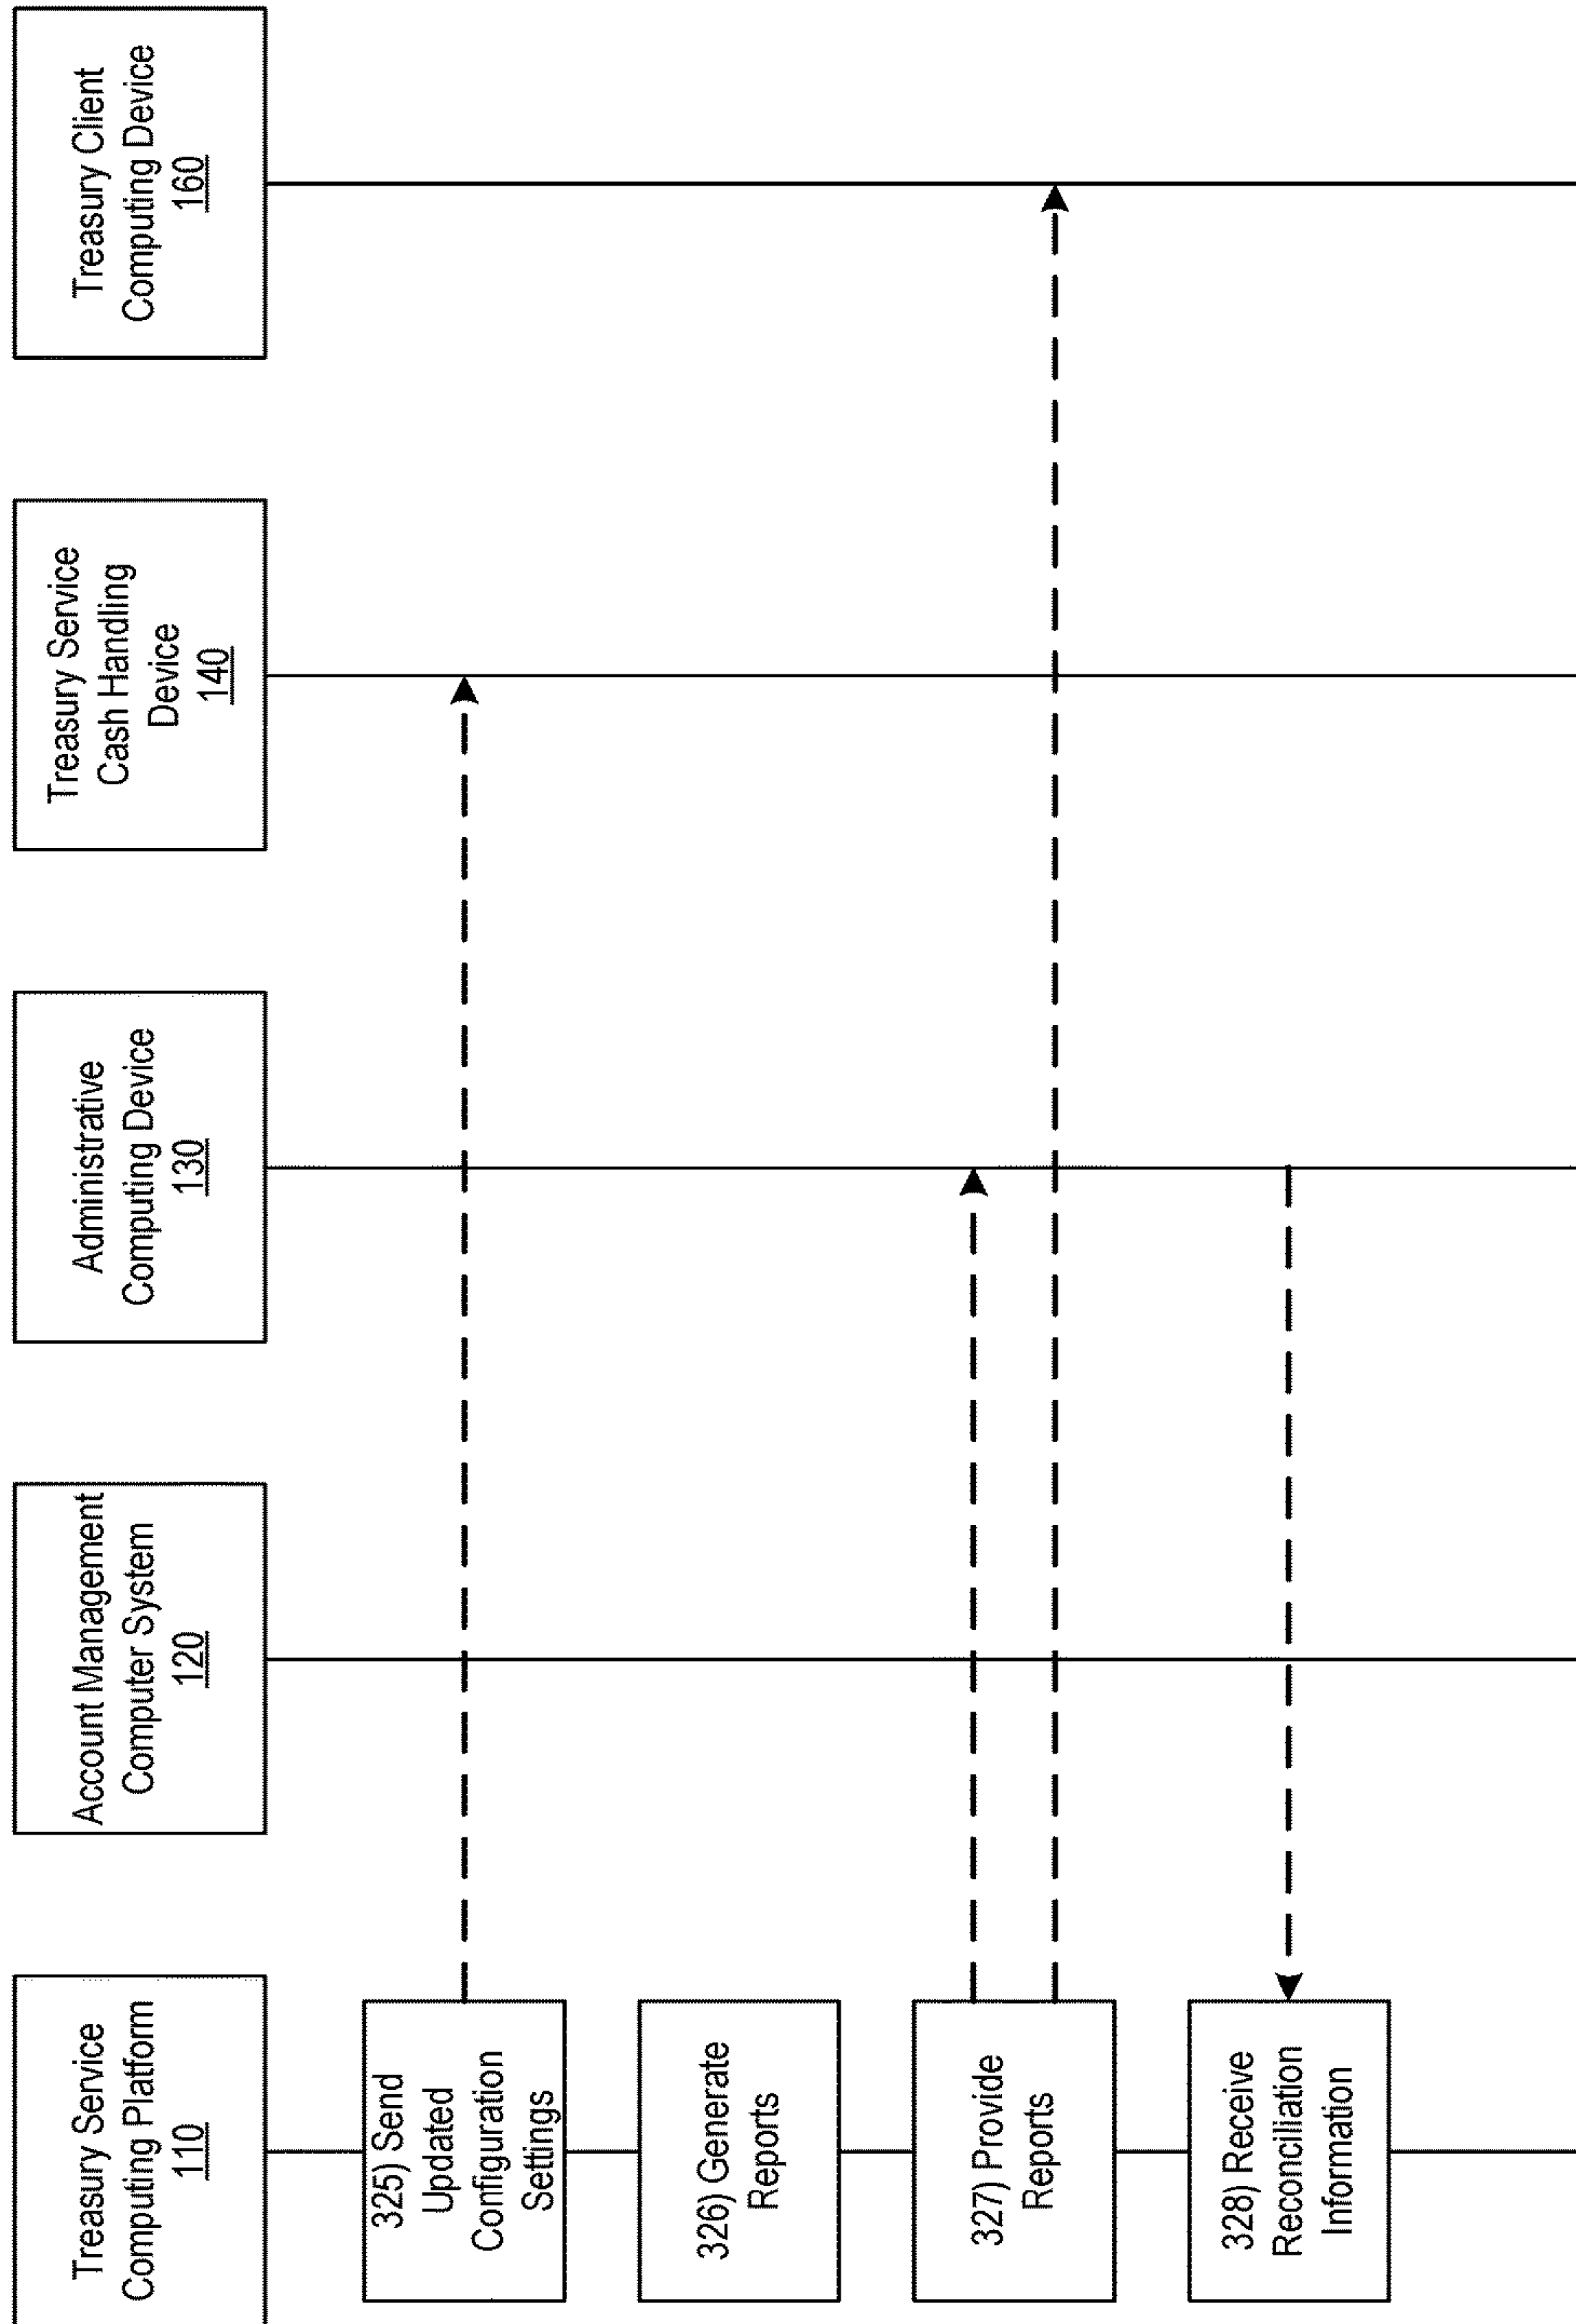 Treasury Service
Computing Platform
110
Account Management
Computer System
120
Administrative
Computing Device
130
Treasury Service
Cash Handling
Device
140
Treasury Client
Computing Device
160
325) Send
Updated
Configuration
Settings
326) Generate
Reports
327) Provide
Reports
328) Receive
Reconciliation
Information